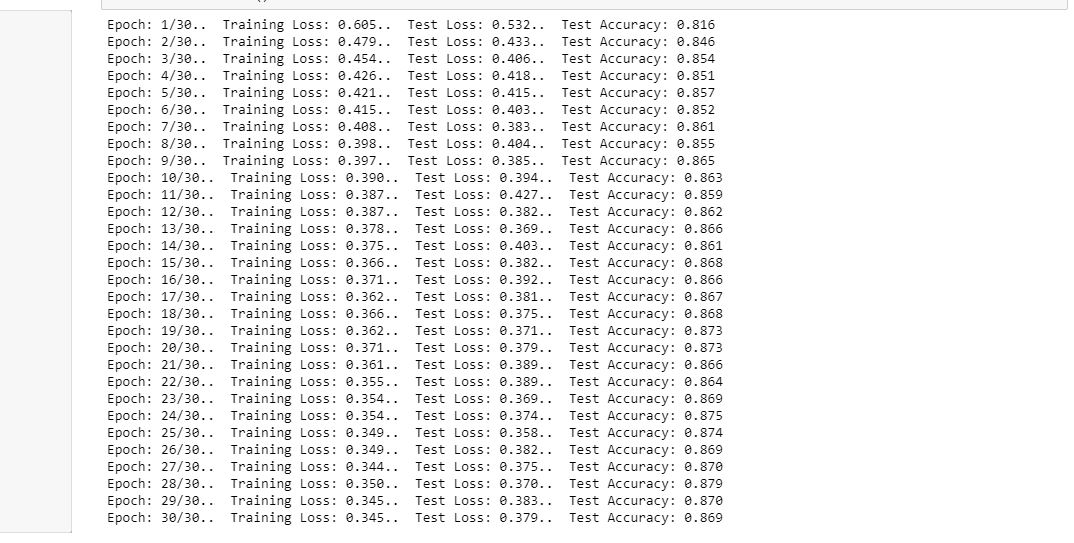 Epoch: 1/30.. Training Loss: 0.605.. Test Loss: 0.532.. Test Accuracy: 0.816
Epoch: 2/30.. Training Loss: 0.479.. Test Loss: 0.433.. Test Accuracy: 0.846
Epoch: 3/30.. Training Loss: 0.454.. Test Loss: 0.406.. Test Accuracy: 0.854
Epoch: 4/30.. Training Loss: 0.426.. Test Loss: 0.418.. Test Accuracy: 0.851
Epoch: 5/30.. Training Loss: 0.421.. Test Loss: 0.415.. Test Accuracy: 0.857
Epoch: 6/30.. Training Loss: 0.415.. Test Loss: 0.403.. Test Accuracy: 0.852
Epoch: 7/30.. Training Loss: 0.408.. Test Loss: 0.383.. Test Accuracy: 0.861
Epoch: 8/30.. Training Loss: 0.398.. Test Loss: 0.404.. Test Accuracy: 0.855
Epoch: 9/30.. Training Loss: 0.397.. Test Loss: 0.385.. Test Accuracy: 0.865
Epoch: 10/30.. Training Loss: 0.390.. Test Loss: 0.394.. Test Accuracy: 0.863
Epoch: 11/30.. Training Loss: 0.387.. Test Loss: 0.427.. Test Accuracy: 0.859
Epoch: 12/30.. Training Loss: 0.387.. Test Loss: 0.382.. Test Accuracy: 0.862
Epoch: 13/30.. Training Loss: 0.378.. Test Loss: 0.369.. Test Accuracy: 0.866
Epoch: 14/30.. Training Loss: 0.375.. Test Loss: 0.403.. Test Accuracy: 0.861
Epoch: 15/30.. Training Loss: 0.366.. Test Loss: 0.382.. Test Accuracy: 0.868
Epoch: 16/30.. Training Loss: 0.371.. Test Loss: 0.392.. Test Accuracy: 0.866
Epoch: 17/30.. Training Loss: 0.362.. Test Loss: 0.381.. Test Accuracy: 0.867
Epoch: 18/30.. Training Loss: 0.366.. Test Loss: 0.375.. Test Accuracy: 0.868
Epoch: 19/30.. Training Loss: 0.362.. Test Loss: 0.371.. Test Accuracy: 0.873
Epoch: 20/30.. Training Loss: 0.371.. Test Loss: 0.379.. Test Accuracy: 0.873
Epoch: 21/30.. Training Loss: 0.361.. Test Loss: 0.389.. Test Accuracy: 0.866
Epoch: 22/30.. Training Loss: 0.355.. Test Loss: 0.389.. Test Accuracy: 0.864
Epoch: 23/30.. Training Loss: 0.354.. Test Loss: 0.369.. Test Accuracy: 0.869
Epoch: 24/30.. Training Loss: 0.354.. Test Loss: 0.374.. Test Accuracy: 0.875
Epoch: 25/30.. Training Loss: 0.349.. Test Loss: 0.358.. Test Accuracy: 0.874
Epoch: 26/30.. Training Loss: 0.349.. Test Loss: 0.382.. Test Accuracy: 0.869
Epoch: 27/30.. Training Loss: 0.344.. Test Loss: 0.375.. Test Accuracy: 0.870
Epoch: 28/30.. Training Loss: 0.350.. Test Loss: 0.370.. Test Accuracy: 0.879
Epoch: 29/30.. Training Loss: 0.345.. Test Loss: 0.383.. Test Accuracy: 0.870
Epoch: 30/30.. Training Loss: 0.345.. Test Loss: 0.379.. Test Accuracy: 0.869